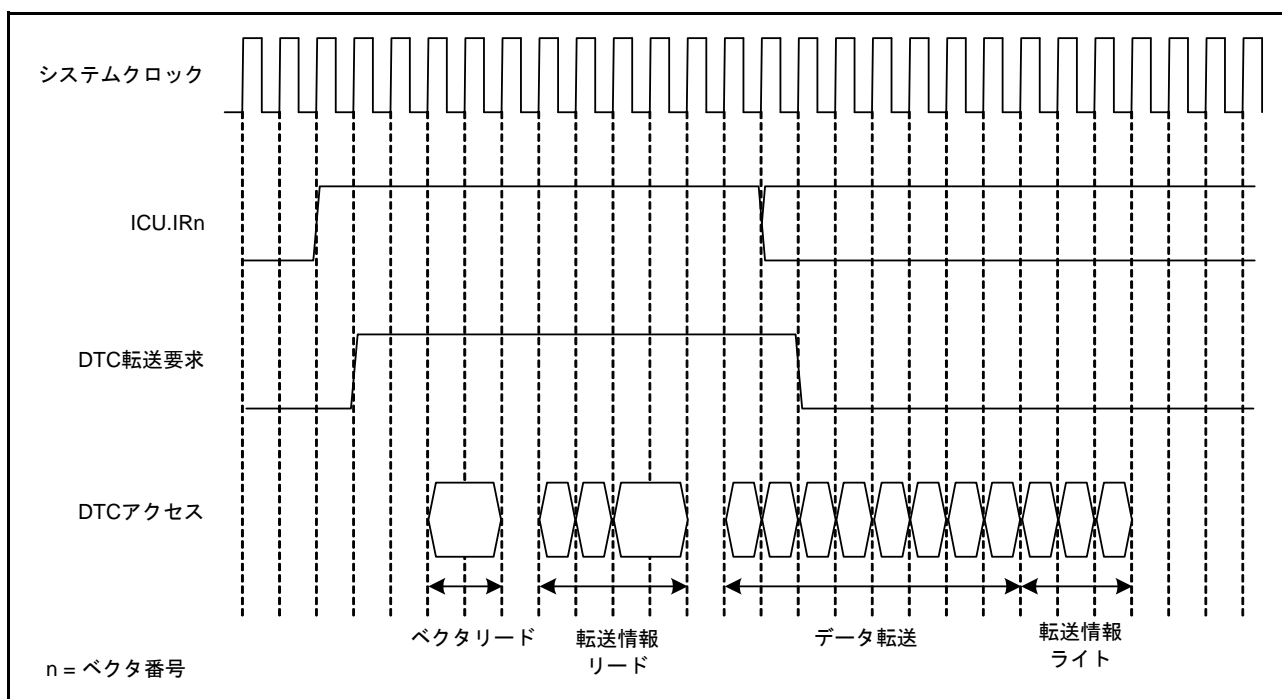 システムクロック
ICU.IRn
DTC転送要求
DTCアクセス
ベクタリード
転送情報
リード
データ転送
転送情報
ライト
n = ベクタ番号